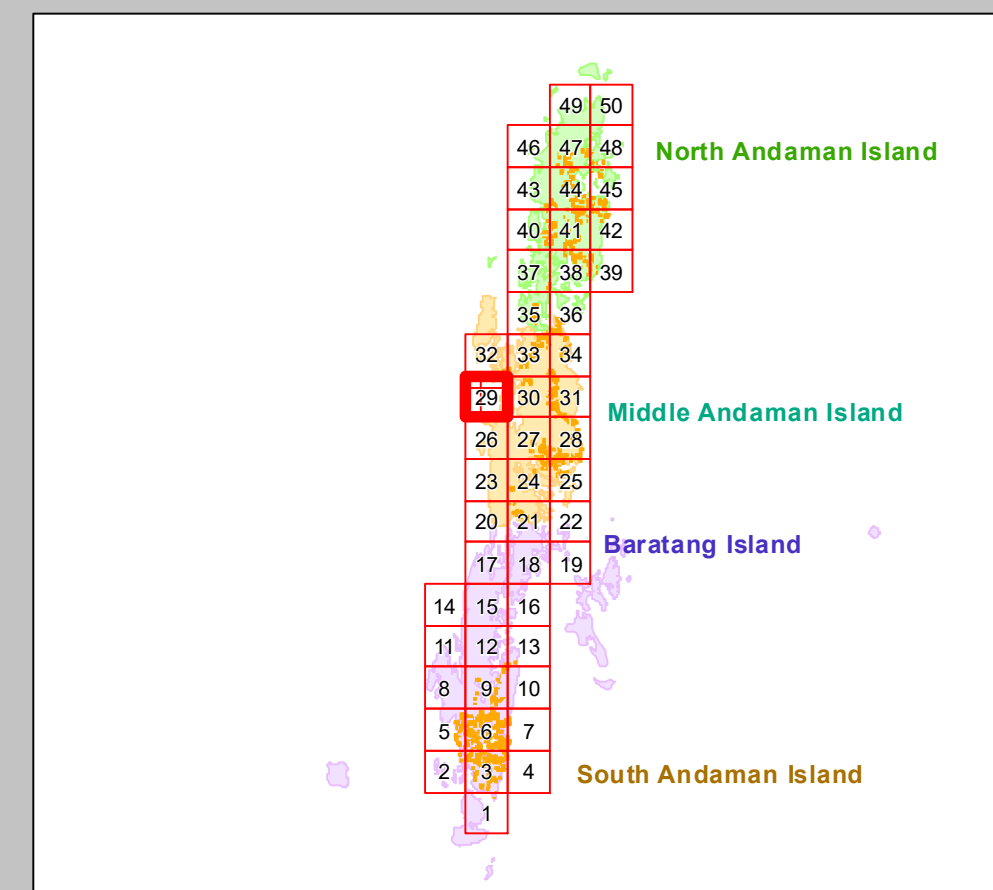 49 50
46 47 48 North Andaman Island
43 44 45
40 41 42
37 38 39
35 36
32 33 34
29 30 31 Middle Andaman Island
26 27 28
23 24 25
20 21 22
Baratang Island
17 18 19
14 15 16
11 12 13
8 9 10
5 6 7
2 3 4 South Andaman Island
1